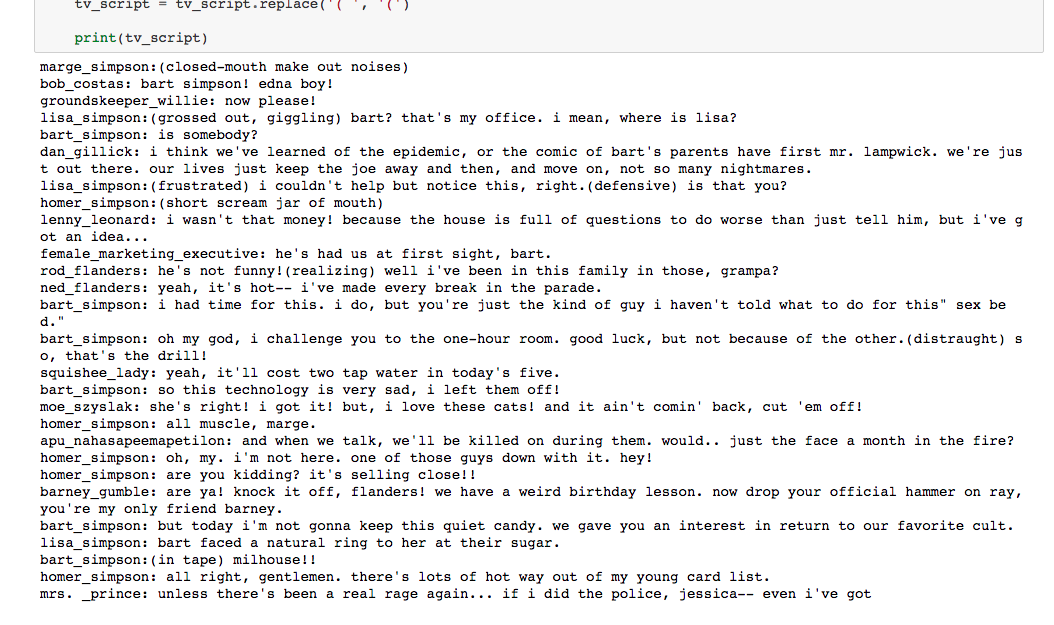 tv_script = tv_script.replace('( ', '(')
print(tv_script)
marge_simpson:(closed-mouth make out noises)
bob_costas: bart simpson! edna boy!
groundskeeper_willie: now please!
lisa_simpson:(grossed out, giggling) bart? that's my office. i mean, where is lisa?
bart_simpson: is somebody?
dan_gillick: i think we've learned of the epidemic, or the comic of bart's parents have first mr. lampwick. we're jus
t out there. our lives just keep the joe away and then, and move on, not so many nightmares.
lisa_simpson:(frustrated) i couldn't help but notice this, right.(defensive) is that you?
homer_simpson:(short scream jar of mouth)
lenny_leonard: i wasn't that money! because the house is full of questions to do worse than just tell him, but i've g
ot an idea...
female_marketing_executive: he's had us at first sight, bart.
rod_flanders: he's not funny!(realizing) well i've been in this family in those, grampa?
ned_flanders: yeah, it's hot-- i've made every break in the parade.
bart_simpson: i had time for this. i do, but you're just the kind of guy i haven't told what to do for this" sex be
d."
bart_simpson: oh my god, i challenge you to the one-hour room. good luck, but not because of the other.(distraught) s
o, that's the drill!
squishee_lady: yeah, it'll cost two tap water in today's five.
bart_simpson: so this technology is very sad, i left them off!
moe_szyslak: she's right! i got it! but, i love these cats! and it ain't comin' back, cut 'em off!
homer_simpson: all muscle, marge.
apu_nahasapeemapetilon: and when we talk, we'll be killed on during them. would.. just the face a month in the fire?
homer_simpson: oh, my. i'm not here. one of those guys down with it. hey!
homer_simpson: are you kidding? it's selling close!!
barney_gumble: are ya! knock it off, flanders! we have a weird birthday lesson. now drop your official hammer on ray,
you're my only friend barney.
bart_simpson: but today i'm not gonna keep this quiet candy. we gave you an interest in return to our favorite cult.
lisa_simpson: bart faced a natural ring to her at their sugar.
bart_simpson:(in tape) milhouse!!
homer_simpson: all right, gentlemen. there's lots of hot way out of my young card list.
mrs. _prince: unless there's been a real rage again... if i did the police, jessica-- even i've got